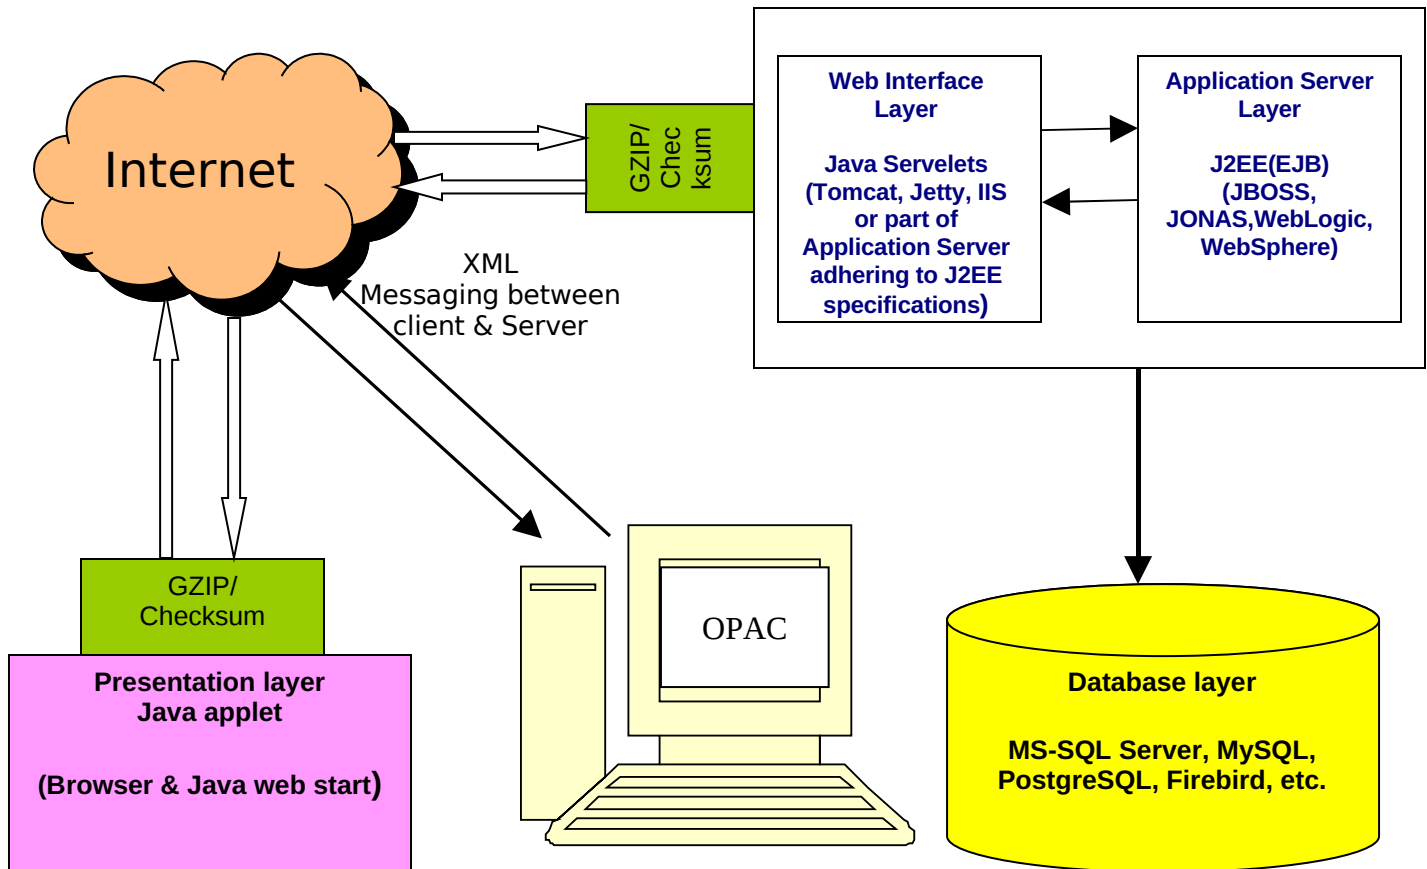 Internet
GZIP/
Chec
ksum
Web Interface
Layer
Java Servelets
(Tomcat, Jetty, IIS
or part of
Application Server
adhering to J2EE
specifications)
Application Server
Layer
J2EE(EJB)
(JBOSS,
JONAS,WebLogic,
WebSphere)
XML
Messaging between
client & Server
GZIP/
Checksum
Presentation layer
Java applet
(Browser & Java web start)
OPAC
Database layer
MS-SQL Server, MySQL,
PostgreSQL, Firebird, etc.